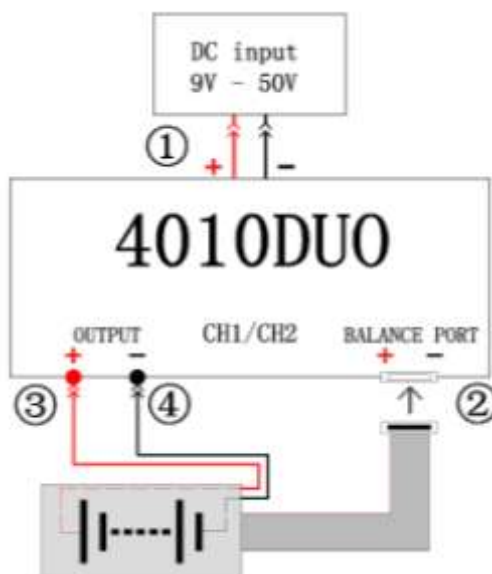 DC input
9V - 50V
①
+ -
4010DUO
OUTPUT CH1/CH2 BALANCE PORT
+ - + -
③ ④ ②